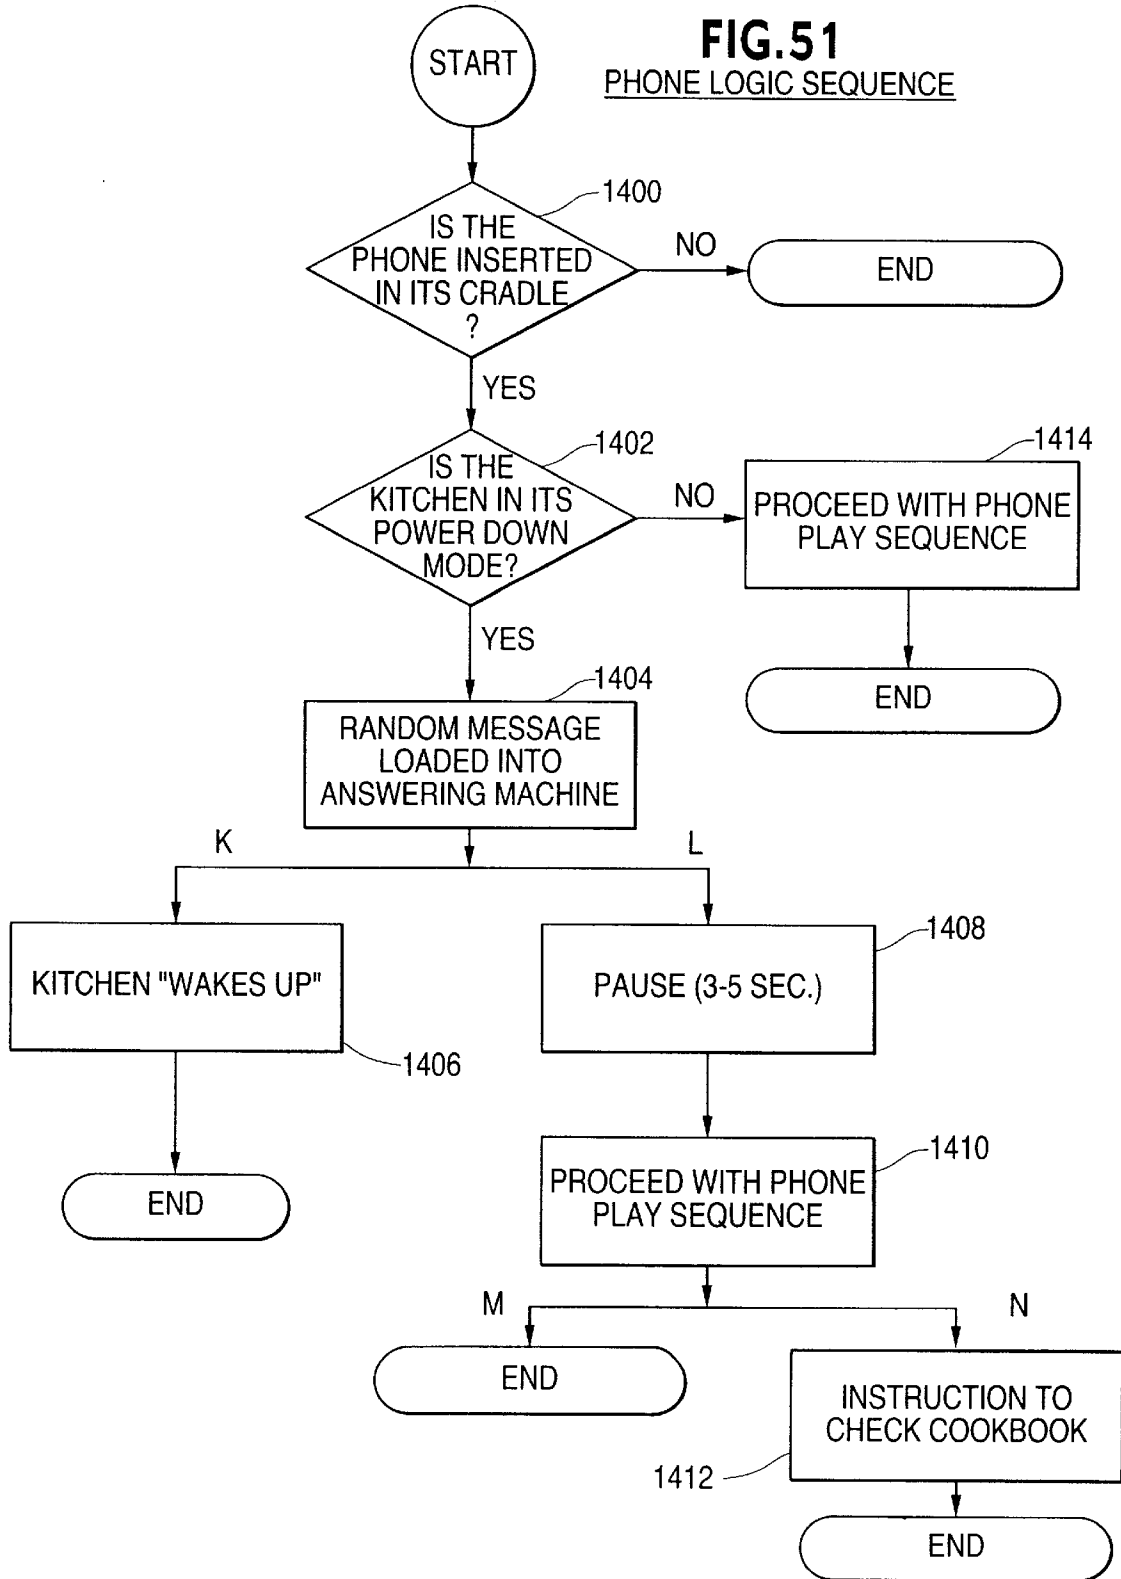 FIG.51
PHONE LOGIC SEQUENCE
START
1400
IS THE
PHONE INSERTED
IN ITS CRADLE
?
NO
END
YES
1402
IS THE
KITCHEN IN ITS
POWER DOWN
MODE?
NO
1414
PROCEED WITH PHONE
PLAY SEQUENCE
END
YES
1404
RANDOM MESSAGE
LOADED INTO
ANSWERING MACHINE
K
L
KITCHEN "WAKES UP"
1406
END
1408
PAUSE (3-5 SEC.)
1410
PROCEED WITH PHONE
PLAY SEQUENCE
M
N
END
INSTRUCTION TO
CHECK COOKBOOK
1412
END